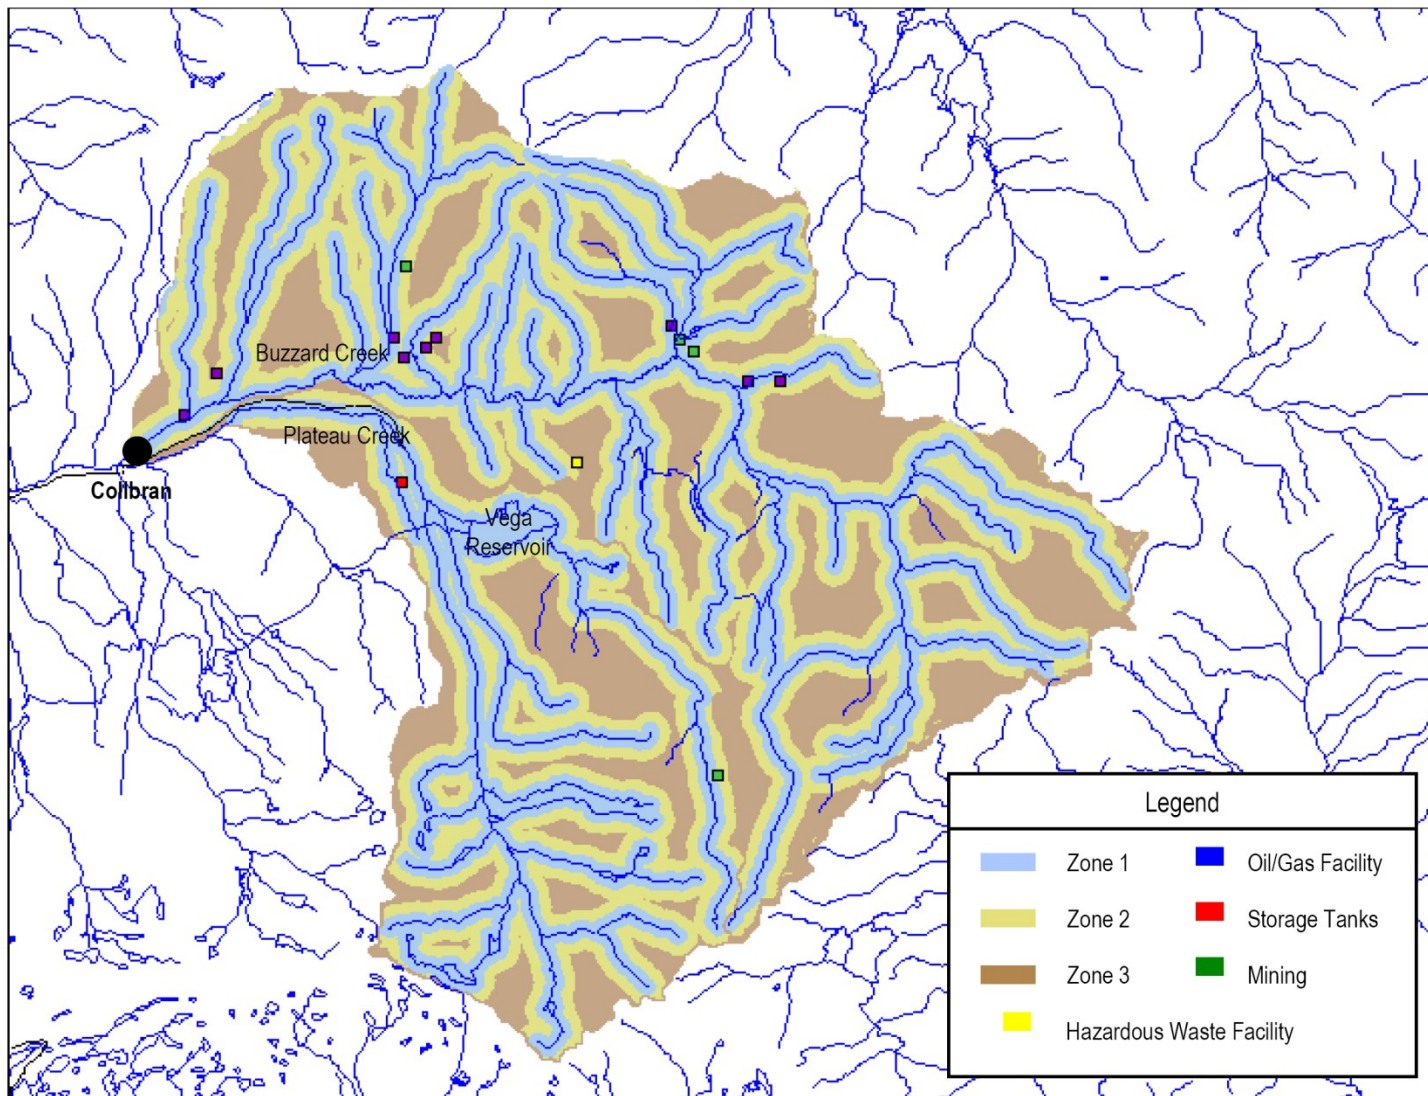 Buzzard Creek
Plateau Creek
Collbran
Vega
Reservoir
Legend
Zone 1
Oil/Gas Facility
Zone 2
Storage Tanks
Zone 3
Mining
Hazardous Waste Facility